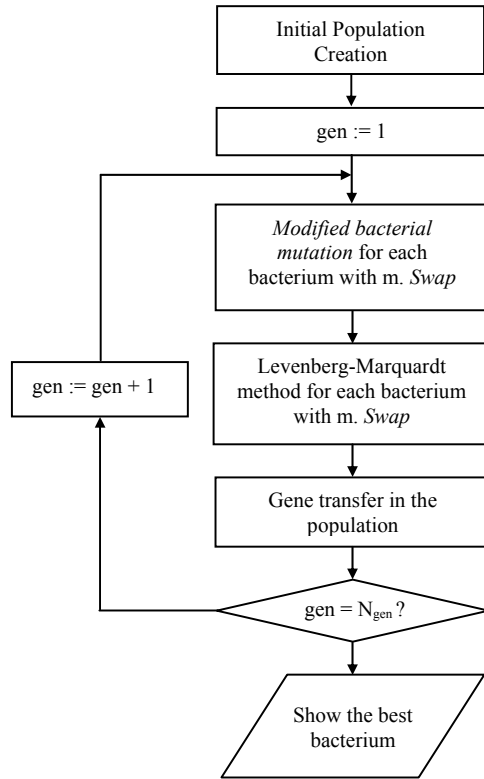 Initial Population
Creation
gen := 1
Modified bacterial
mutation for each
bacterium with m. Swap
Levenberg-Marquardt
method for each bacterium
with m. Swap
gen := gen + 1
Gene transfer in the
population
gen = Ngen ?
Show the best
bacterium